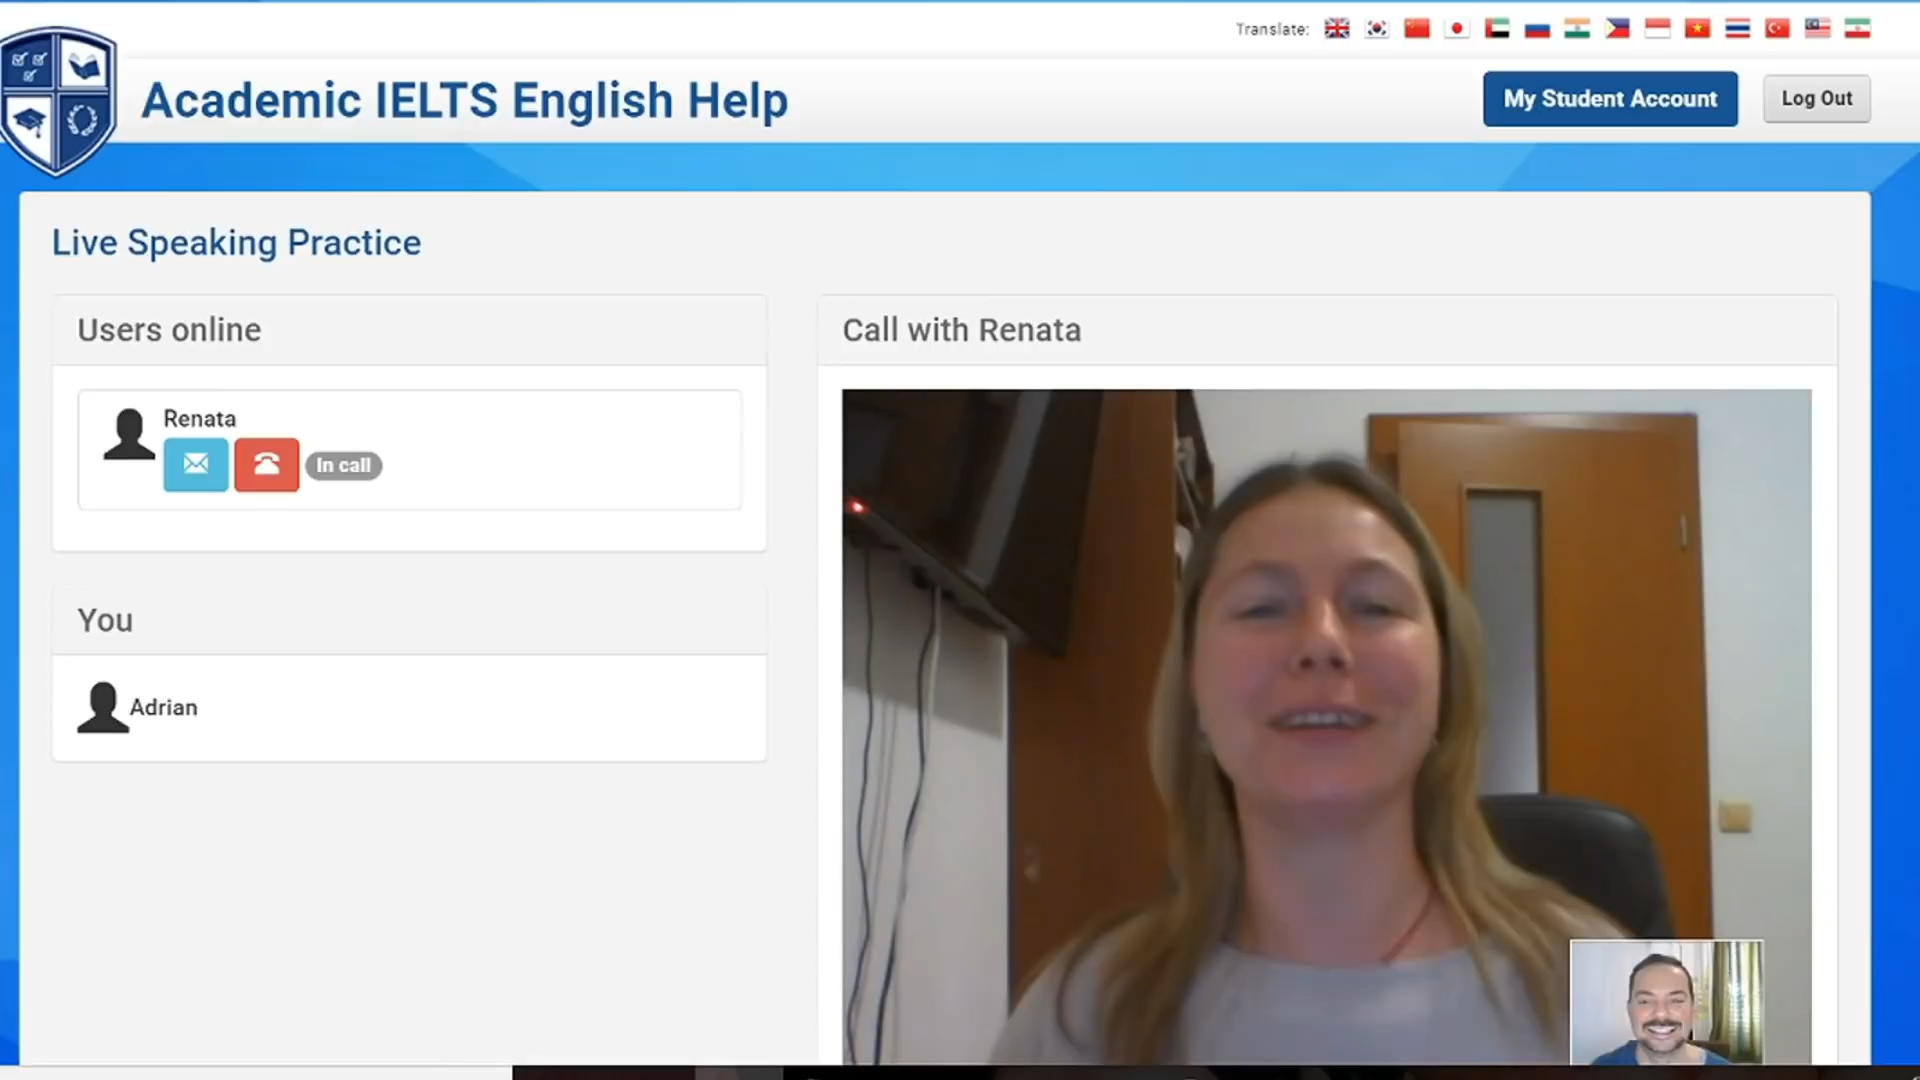 Translate:
Academic IELTS English Help
My Student Account
Log Out
Live Speaking Practice
Users online
Renata
In call
You
Adrian
Call with Renata